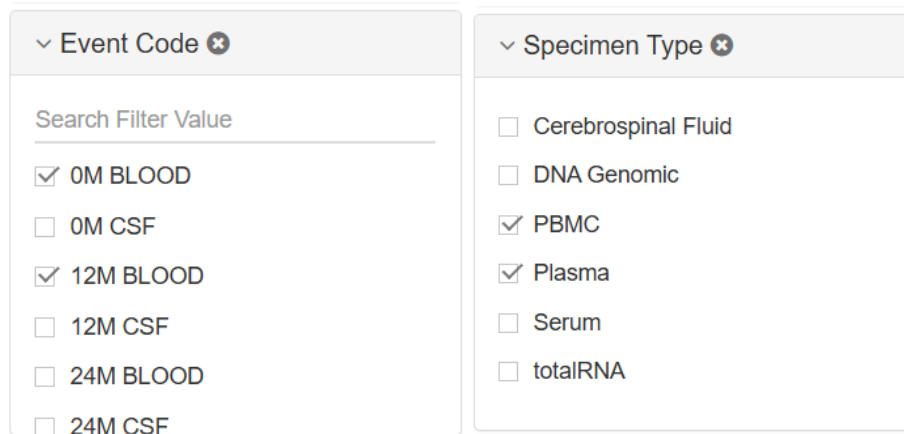 Event Code
Search Filter Value
0M BLOOD
0M CSF
12M BLOOD
12M CSF
24M BLOOD
24M CSF
Specimen Type
Cerebrospinal Fluid
DNA Genomic
PBMC
Plasma
Serum
totalRNA